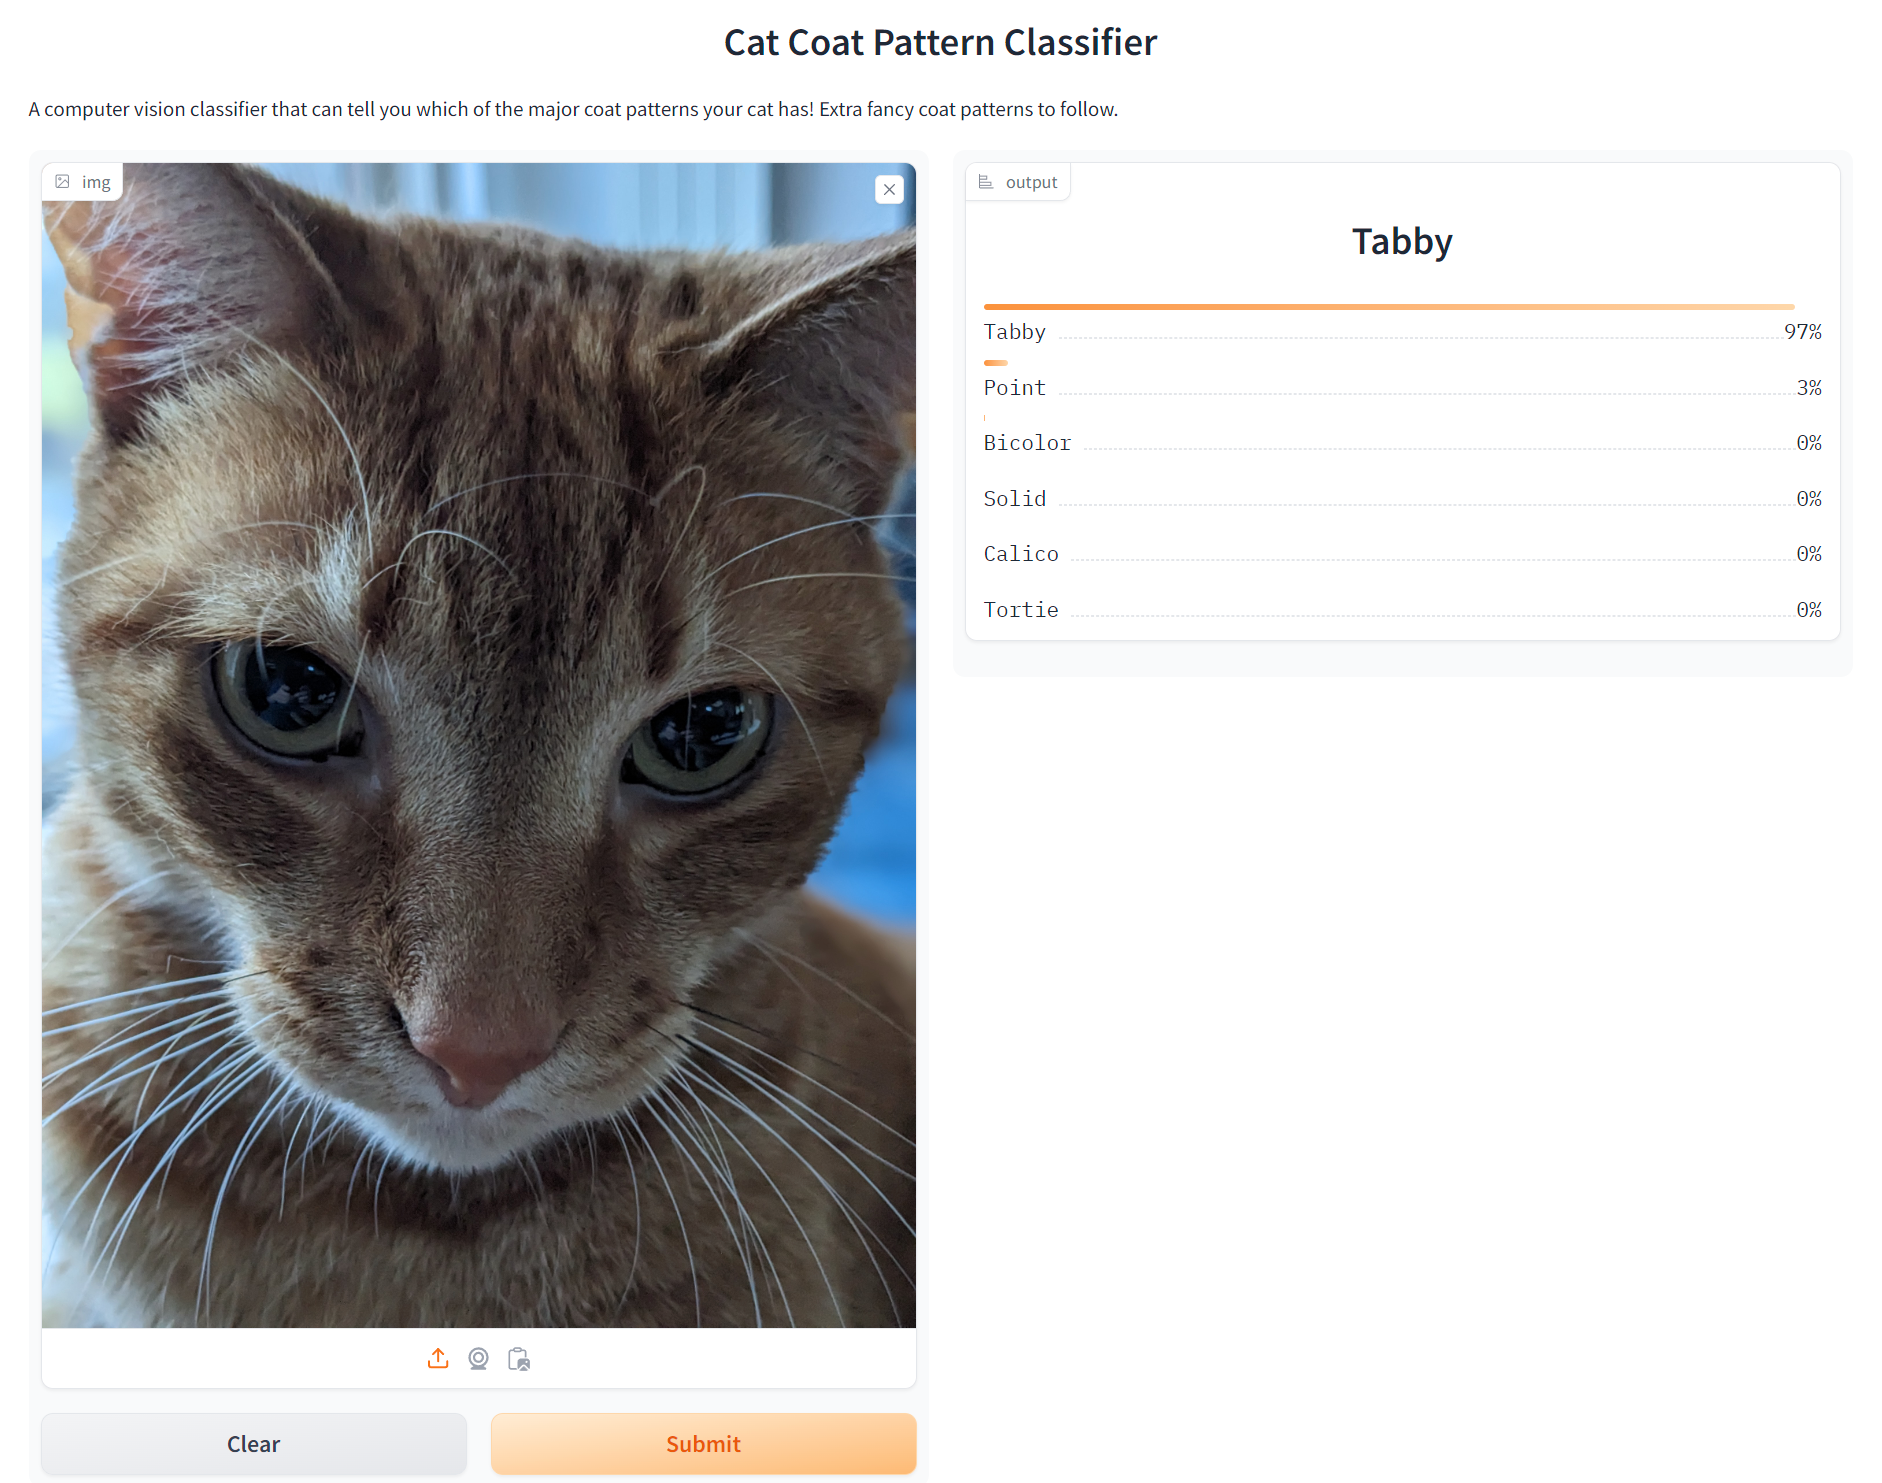 Cat Coat Pattern Classifier
A computer vision classifier that can tell you which of the major coat patterns your cat has! Extra fancy coat patterns to follow.
img
output
Tabby
Tabby 97%
Point 3%
Bicolor 0%
Solid 0%
Calico 0%
Tortie 0%
Clear
Submit